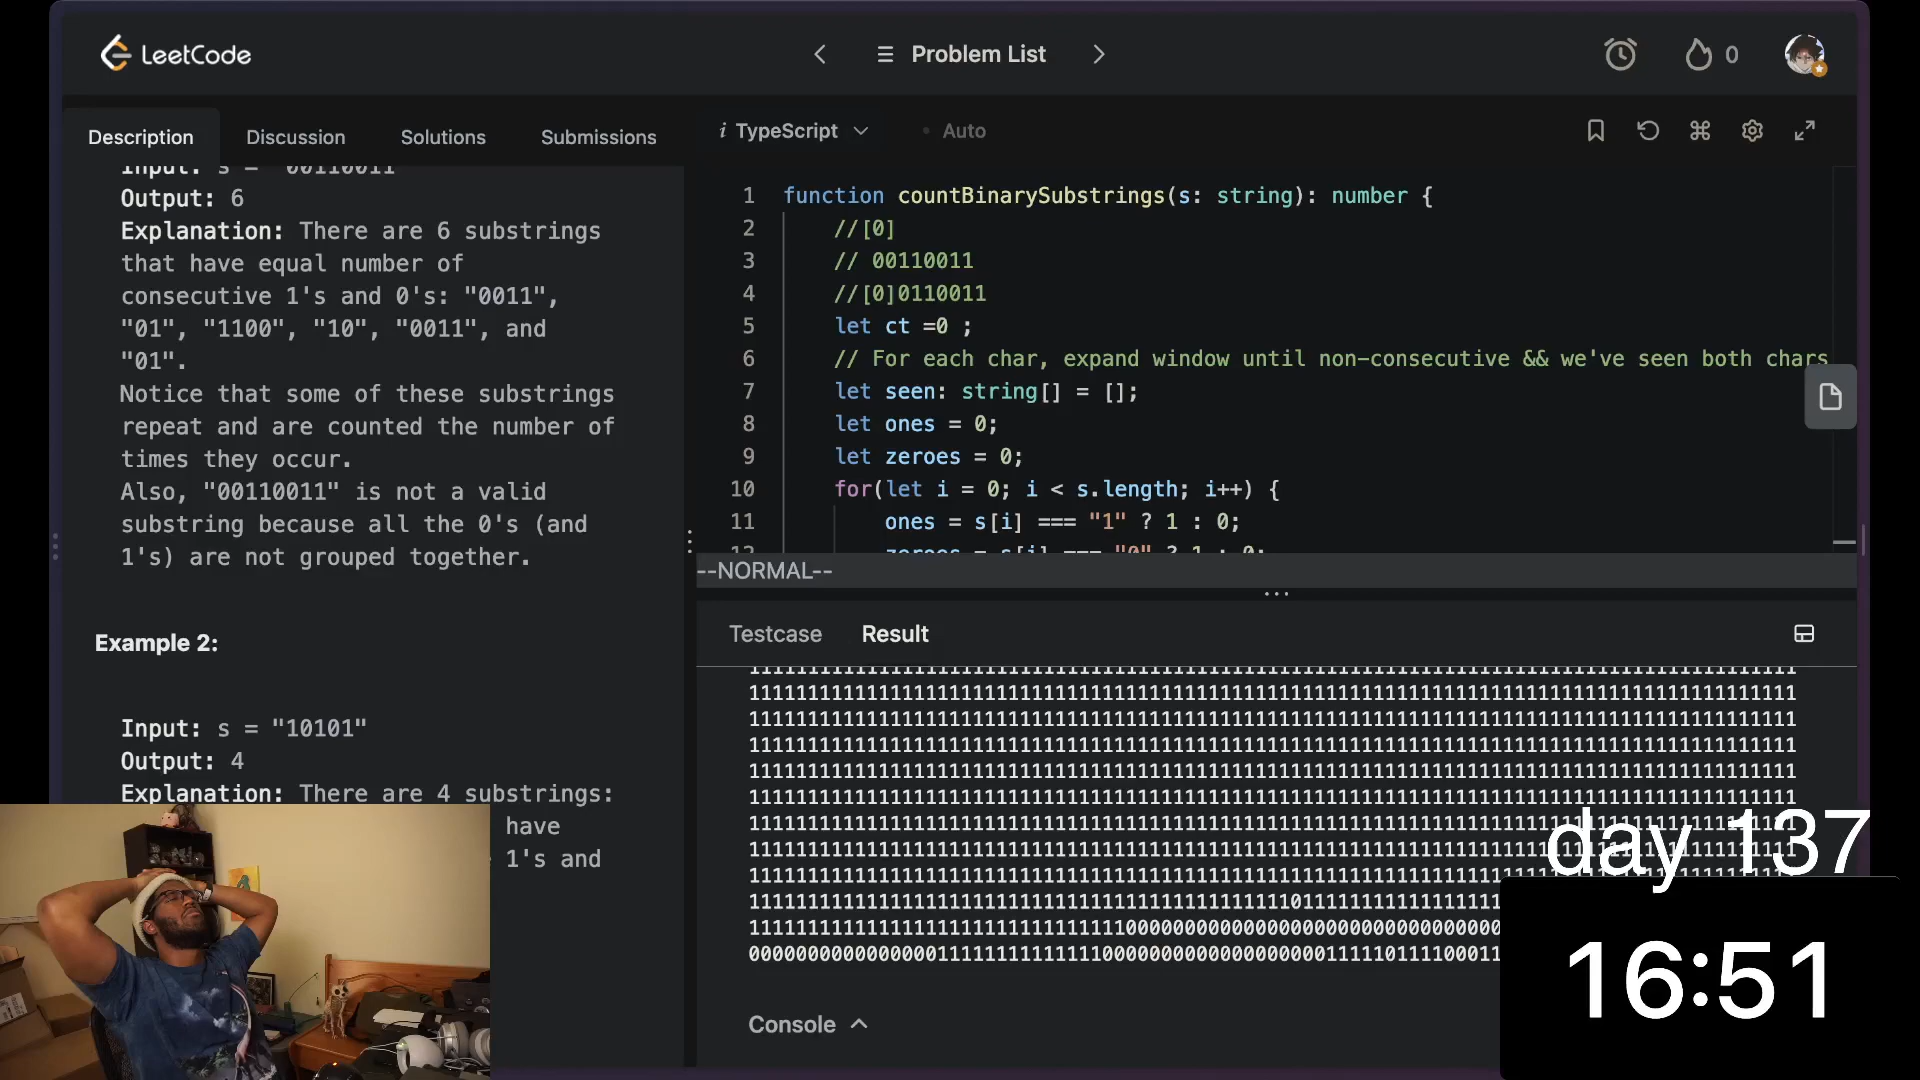 LeetCode
Problem List
0
Description
Discussion
Solutions
Submissions
i TypeScript
Auto
Input: s = "00110011"
Output: 6
Explanation: There are 6 substrings
that have equal number of
consecutive 1's and 0's: "0011",
"01", "1100", "10", "0011", and
"01".
Notice that some of these substrings
repeat and are counted the number of
times they occur.
Also, "00110011" is not a valid
substring because all the 0's (and
1's) are not grouped together.
Example 2:
Input: s = "10101"
Output: 4
Explanation: There are 4 substrings:
have
1's and
1 function countBinarySubstrings(s: string): number {
2 //[0]
3 // 00110011
4 //[0]0110011
5 let ct =0 ;
6 // For each char, expand window until non-consecutive && we've seen both chars
7 let seen: string[] = [];
8 let ones = 0;
9 let zeroes = 0;
10 for(let i = 0; i < s.length; i++) {
11 ones = s[i] === "1" ? 1 : 0;
12 zeroes = s[i] === "0" ? 1 : 0;
--NORMAL--
Testcase
Result
Console
day 137
16:51